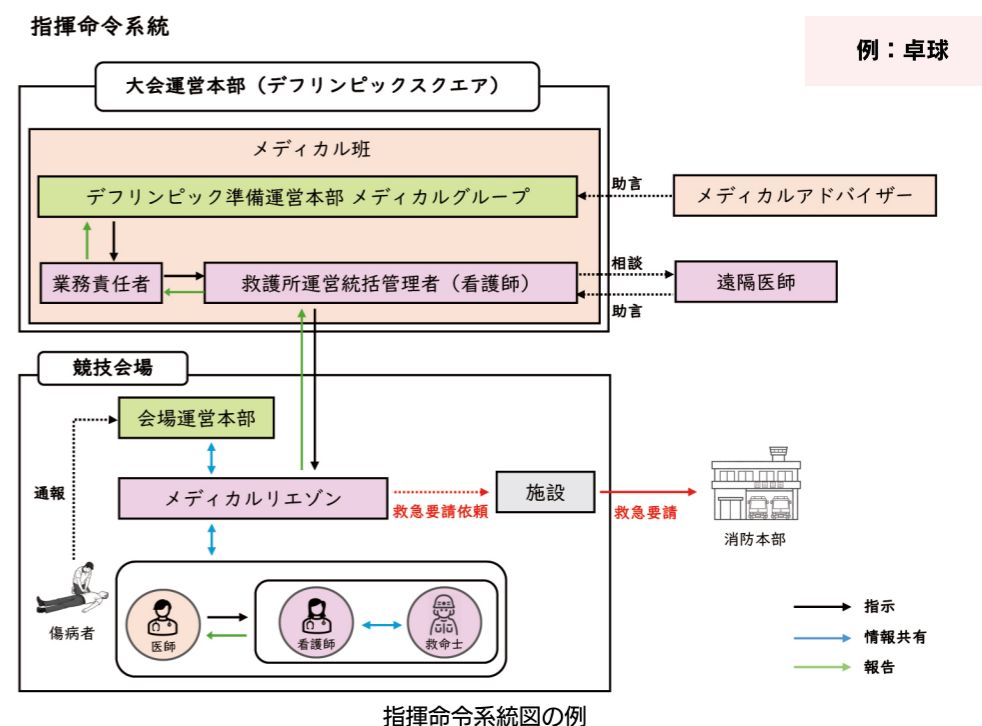 指揮命令系統
例：卓球
大会運営本部（デフリンピックスクエア）
メディカル班
デフリンピック準備運営本部 メディカルグループ
助言
メディカルアドバイザー
業務責任者
救護所運営統括管理者（看護師）
相談
遠隔医師
助言
競技会場
会場運営本部
通報
メディカルリエゾン
救急要請依頼
施設
救急要請
消防本部
傷病者
医師
看護師
救命士
指示
情報共有
報告
指揮命令系統図の例